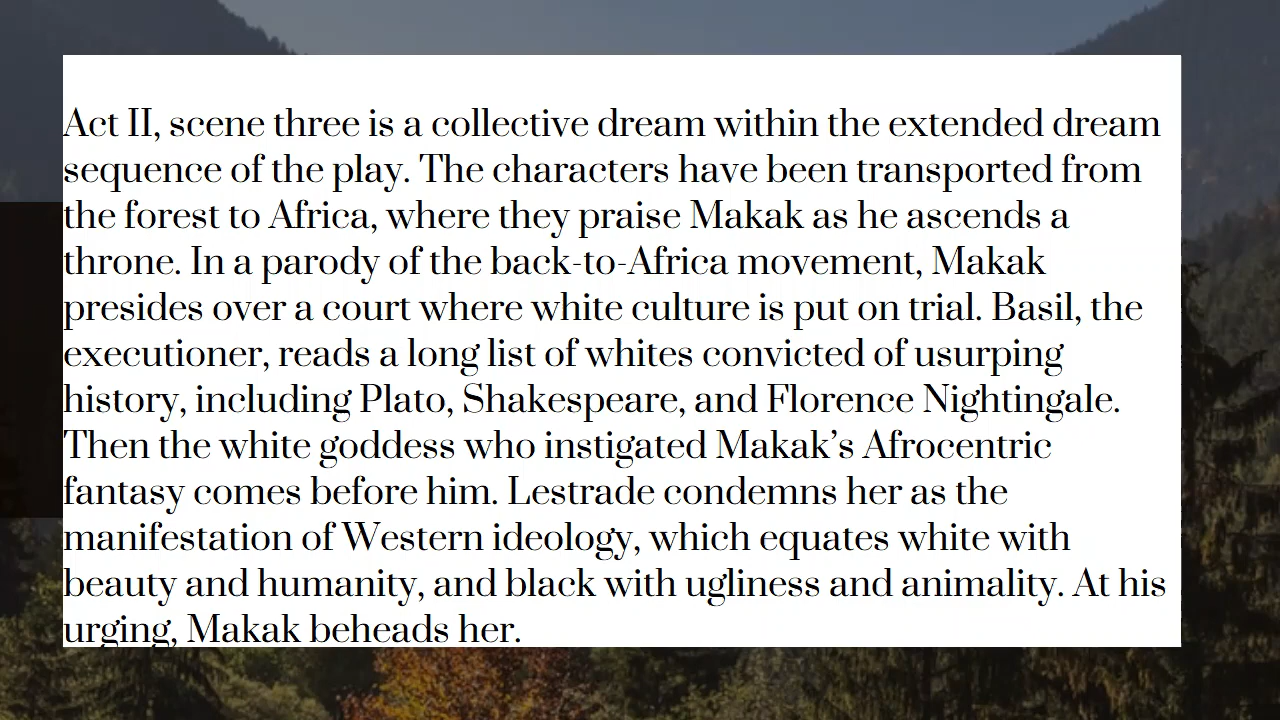 Act II, scene three is a collective dream within the extended dream
sequence of the play. The characters have been transported from
the forest to Africa, where they praise Makak as he ascends a
throne. In a parody of the back-to-Africa movement, Makak
presides over a court where white culture is put on trial. Basil, the
executioner, reads a long list of whites convicted of usurping
history, including Plato, Shakespeare, and Florence Nightingale.
Then the white goddess who instigated Makak’s Afrocentric
fantasy comes before him. Lestrade condemns her as the
manifestation of Western ideology, which equates white with
beauty and humanity, and black with ugliness and animality. At his
urging, Makak beheads her.